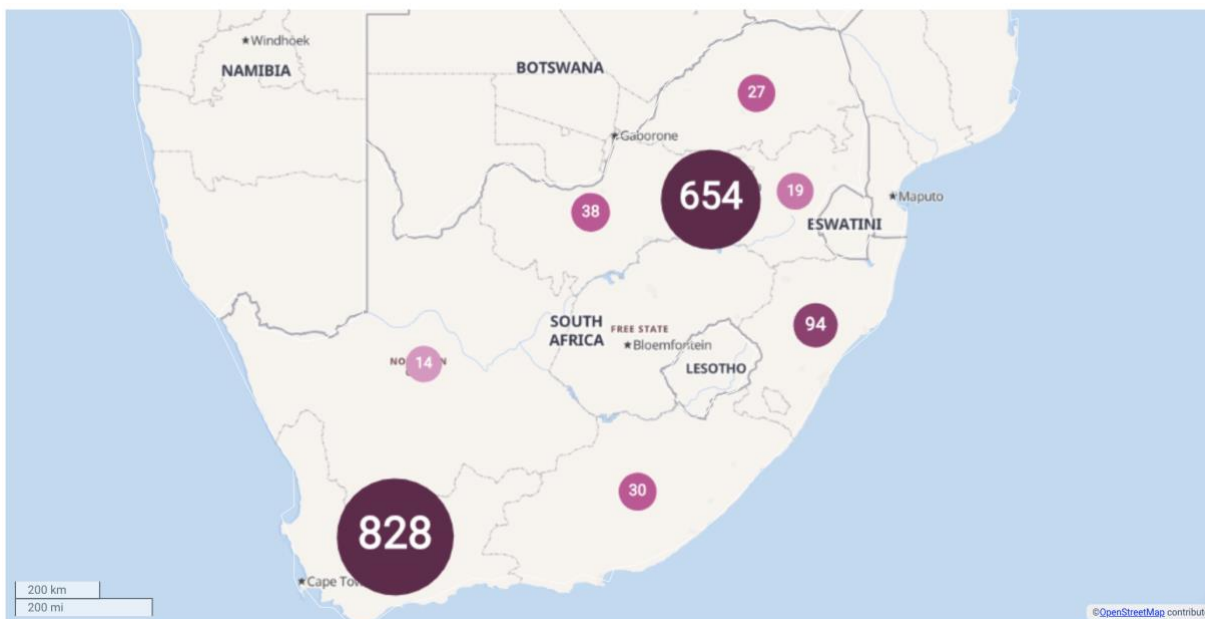 ★Windhoek
NAMIBIA
BOTSWANA
27
★Gaborone
654
19
38
★Maputo
ESWATINI
SOUTH
AFRICA
FREE STATE
★Bloemfontein
94
LESOTHO
14
30
828
★Cape
200 km
200 mi
©OpenStreetMap